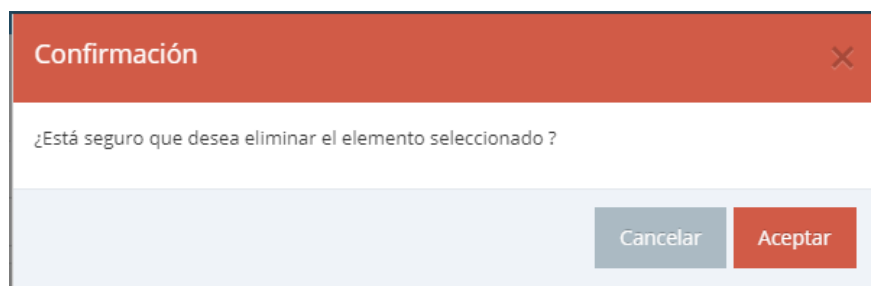 Confirmación
¿Está seguro que desea eliminar el elemento seleccionado ?
Cancelar Aceptar